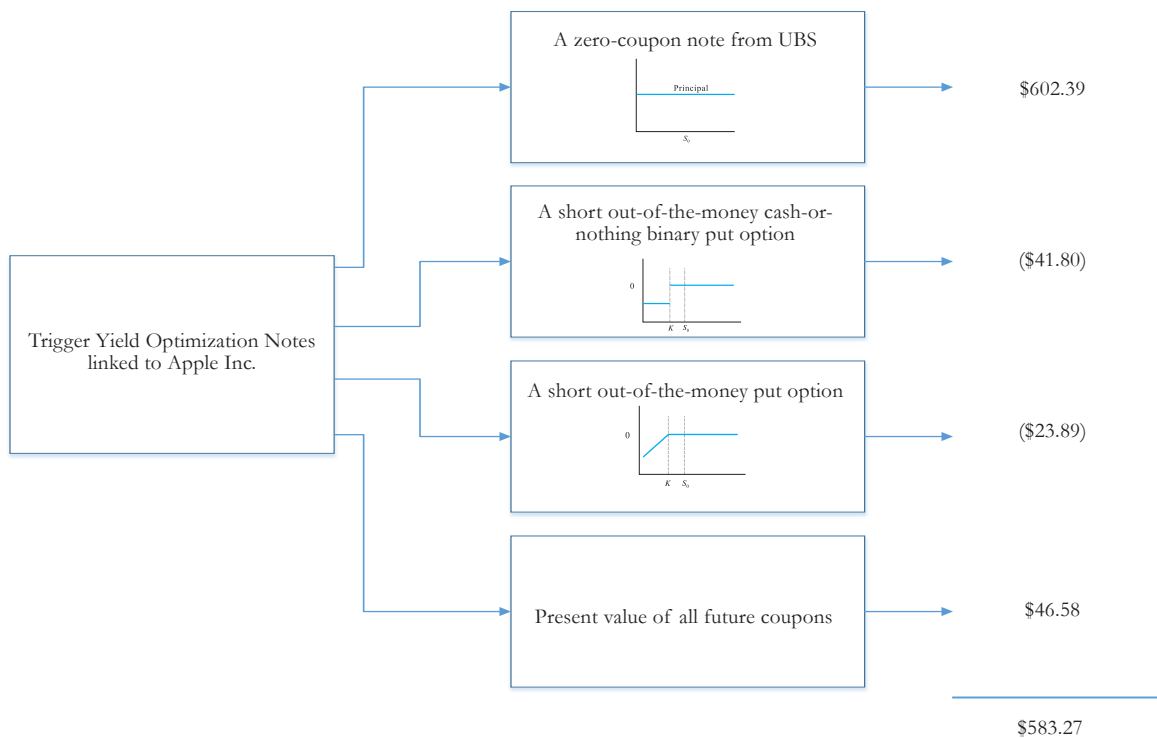 A zero-coupon note from UBS
Principal
S0
$602.39
A short out-of-the-money cash-or-
nothing binary put option
0
K S0
($41.80)
Trigger Yield Optimization Notes
linked to Apple Inc.
A short out-of-the-money put option
0
K S0
($23.89)
Present value of all future coupons
$46.58
$583.27